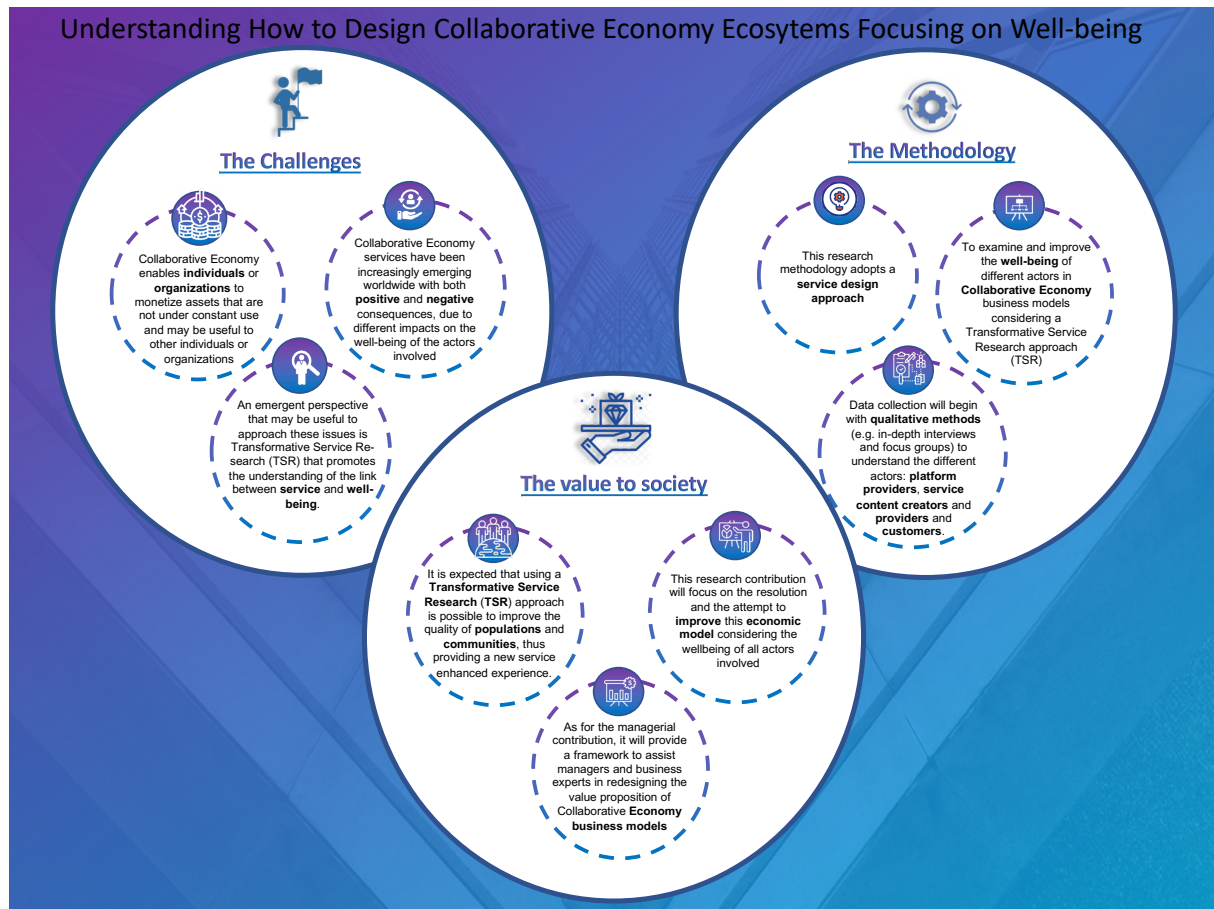 Understanding How to Design Collaborative Economy Ecosytems Focusing on Well-being
The Challenges
Collaborative Economy
enables individuals or
organizations to
monetize assets that are
not under constant use
and may be useful to
other individuals or
organizations
Collaborative Economy
services have been
increasingly emerging
worldwide with both
positive and negative
consequences, due to
different impacts on the
well-being of the actors
involved
An emergent perspective
that may be useful to
approach these issues is
Transformative Service Re-
search (TSR) that promotes
the understanding of the link
between service and well-
being.
The Methodology
This research
methodology adopts a
service design
approach
To examine and improve
the well-being of
different actors in
Collaborative Economy
business models
considering a
Transformative Service
Research approach
(TSR)
Data collection will begin
with qualitative methods
(e.g. in-depth interviews
and focus groups) to
understand the different
actors: platform
providers, service
content creators and
providers and
customers.
The value to society
It is expected that using a
Transformative Service
Research (TSR) approach
is possible to improve the
quality of populations and
communities, thus
providing a new service
enhanced experience.
This research contribution
will focus on the resolution
and the attempt to
improve this economic
model considering the
wellbeing of all actors
involved
As for the managerial
contribution, it will provide
a framework to assist
managers and business
experts in redesigning the
value proposition of
Collaborative Economy
business models